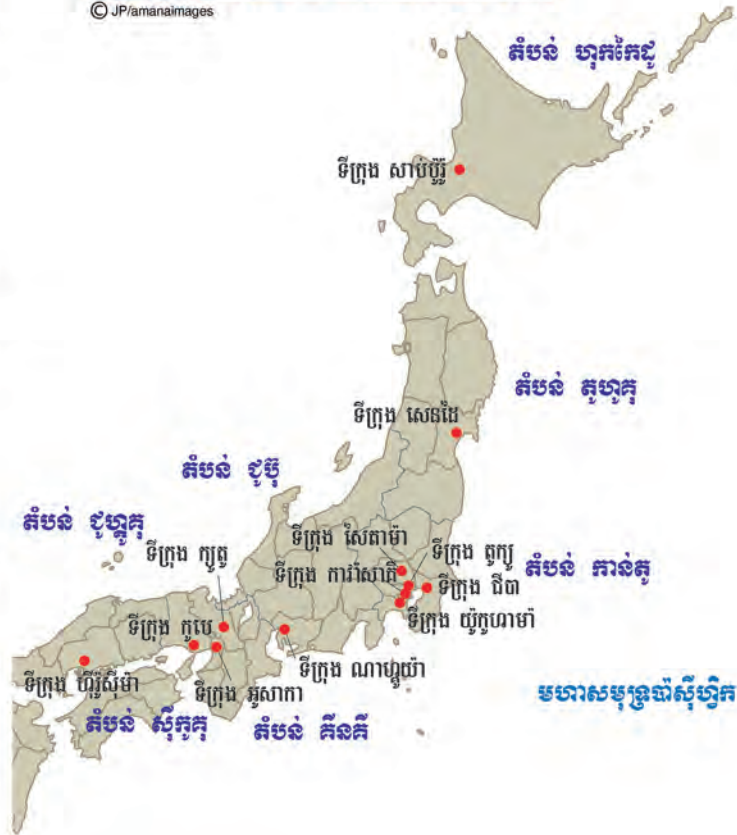 © JP/amanaimages
តំបន់ ហុកកៃដូ
ទីក្រុង សាប់ប៉ូរ៉ូ
តំបន់ តូហូគុ
ទីក្រុង សេនដៃ
តំបន់ ជូប៊ុ
តំបន់ ជូហ្គូគុ
ទីក្រុង សៃតាម៉ា
ទីក្រុង ក្យូតូ
ទីក្រុង តូក្យូ
តំបន់ កាន់តូ
ទីក្រុង ការ៉ាសាគី
ទីក្រុង ជីបា
ទីក្រុង យ៉ូកូហាម៉ា
ទីក្រុង កូបេ
ទីក្រុង ណាហ្គូយ៉ា
ទីក្រុង ហ៊ីរ៉ូស៊ីម៉ា
ទីក្រុង អូសាកា
មហាសមុទ្រប៉ាស៊ីហ្វិក
តំបន់ ស៊ីកូគុ
តំបន់ គីនគី